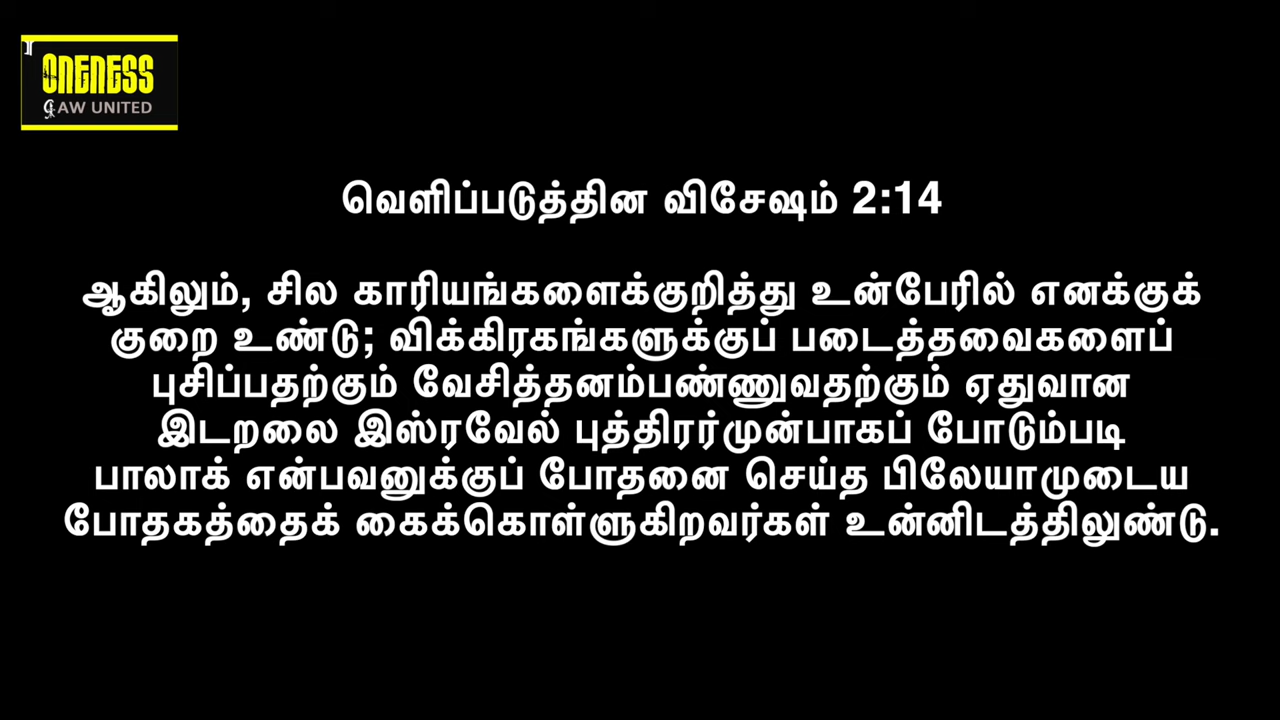 ONENESS
LAW UNITED
வெளிப்படுத்தின விசேஷம் 2:14
ஆகிலும், சில காரியங்களைக்குறித்து உன்பேரில் எனக்குக்
குறை உண்டு; விக்கிரகங்களுக்குப் படைத்தவைகளைப்
புசிப்பதற்கும் வேசித்தனம்பண்ணுவதற்கும் ஏதுவான
இடறலை இஸ்ரவேல் புத்திரர்முன்பாகப் போடும்படி
பாலாக் என்பவனுக்குப் போதனை செய்த பிலேயாமுடைய
போதகத்தைக் கைக்கொள்ளுகிறவர்கள் உன்னிடத்திலுண்டு.